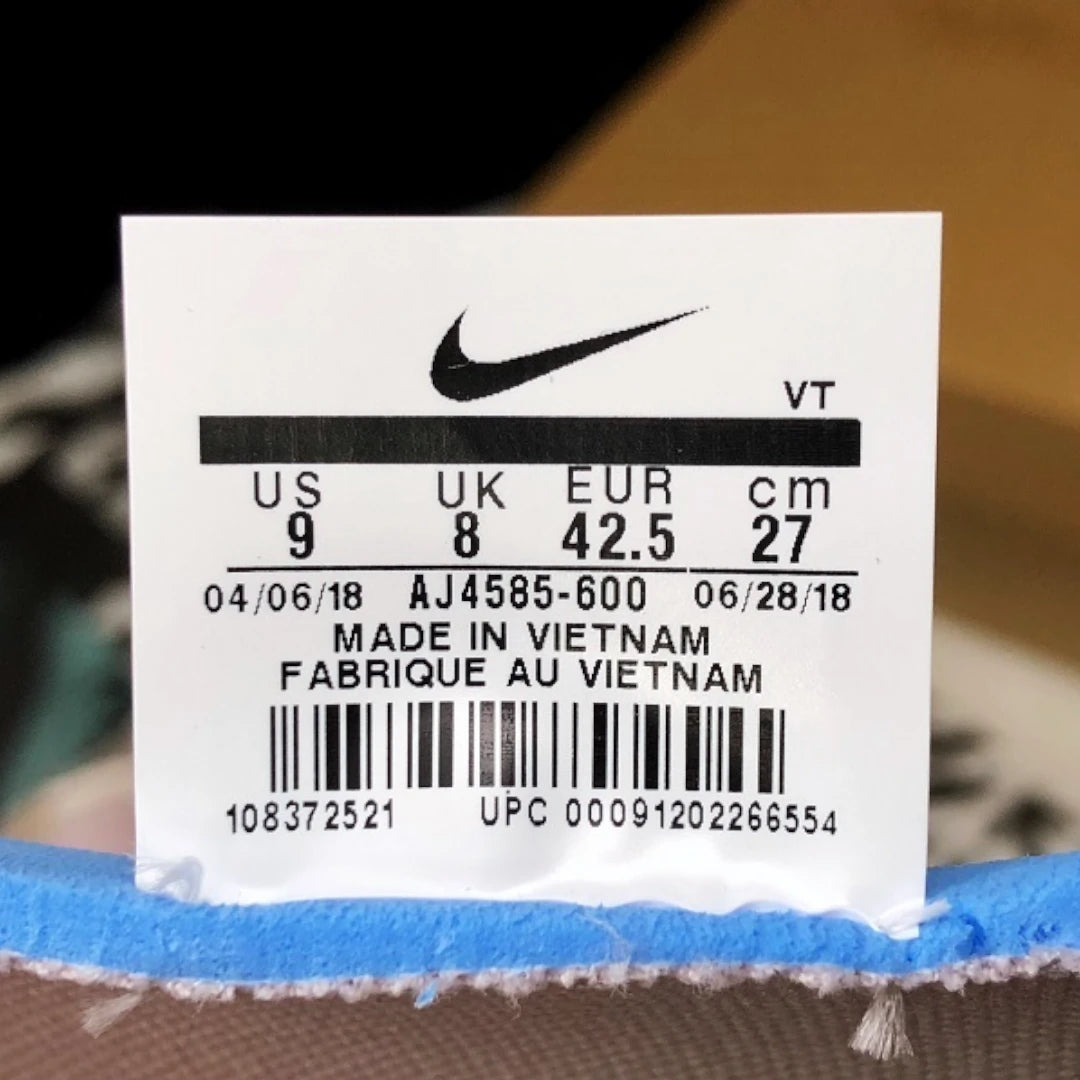 VT
US UK EUR cm
9 8 42.5 27
04/06/18 AJ4585-600 06/28/18
MADE IN VIETNAM
FABRIQUE AU VIETNAM
108372521 UPC 00091202266554